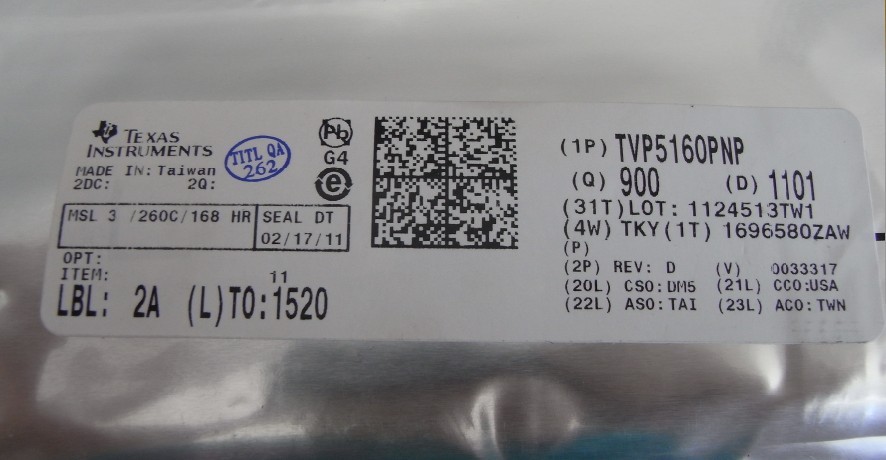 TEXAS
INSTRUMENTS
MADE IN: Taiwan
2DC: 2Q:
TITL QA
262
Pb
G4
e
MSL 3 /260C/168 HR
SEAL DT
02/17/11
OPT:
ITEM: 11
LBL: 2A (L)TO:1520
(1P) TVP5160PNP
(Q) 900 (D) 1101
(31T)LOT: 1124513TW1
(4W) TKY(1T) 1696580ZAW
(P)
(2P) REV: D (V) 0033317
(20L) CSO:DM5 (21L) CCO:USA
(22L) ASO:TAI (23L) ACO:TWN